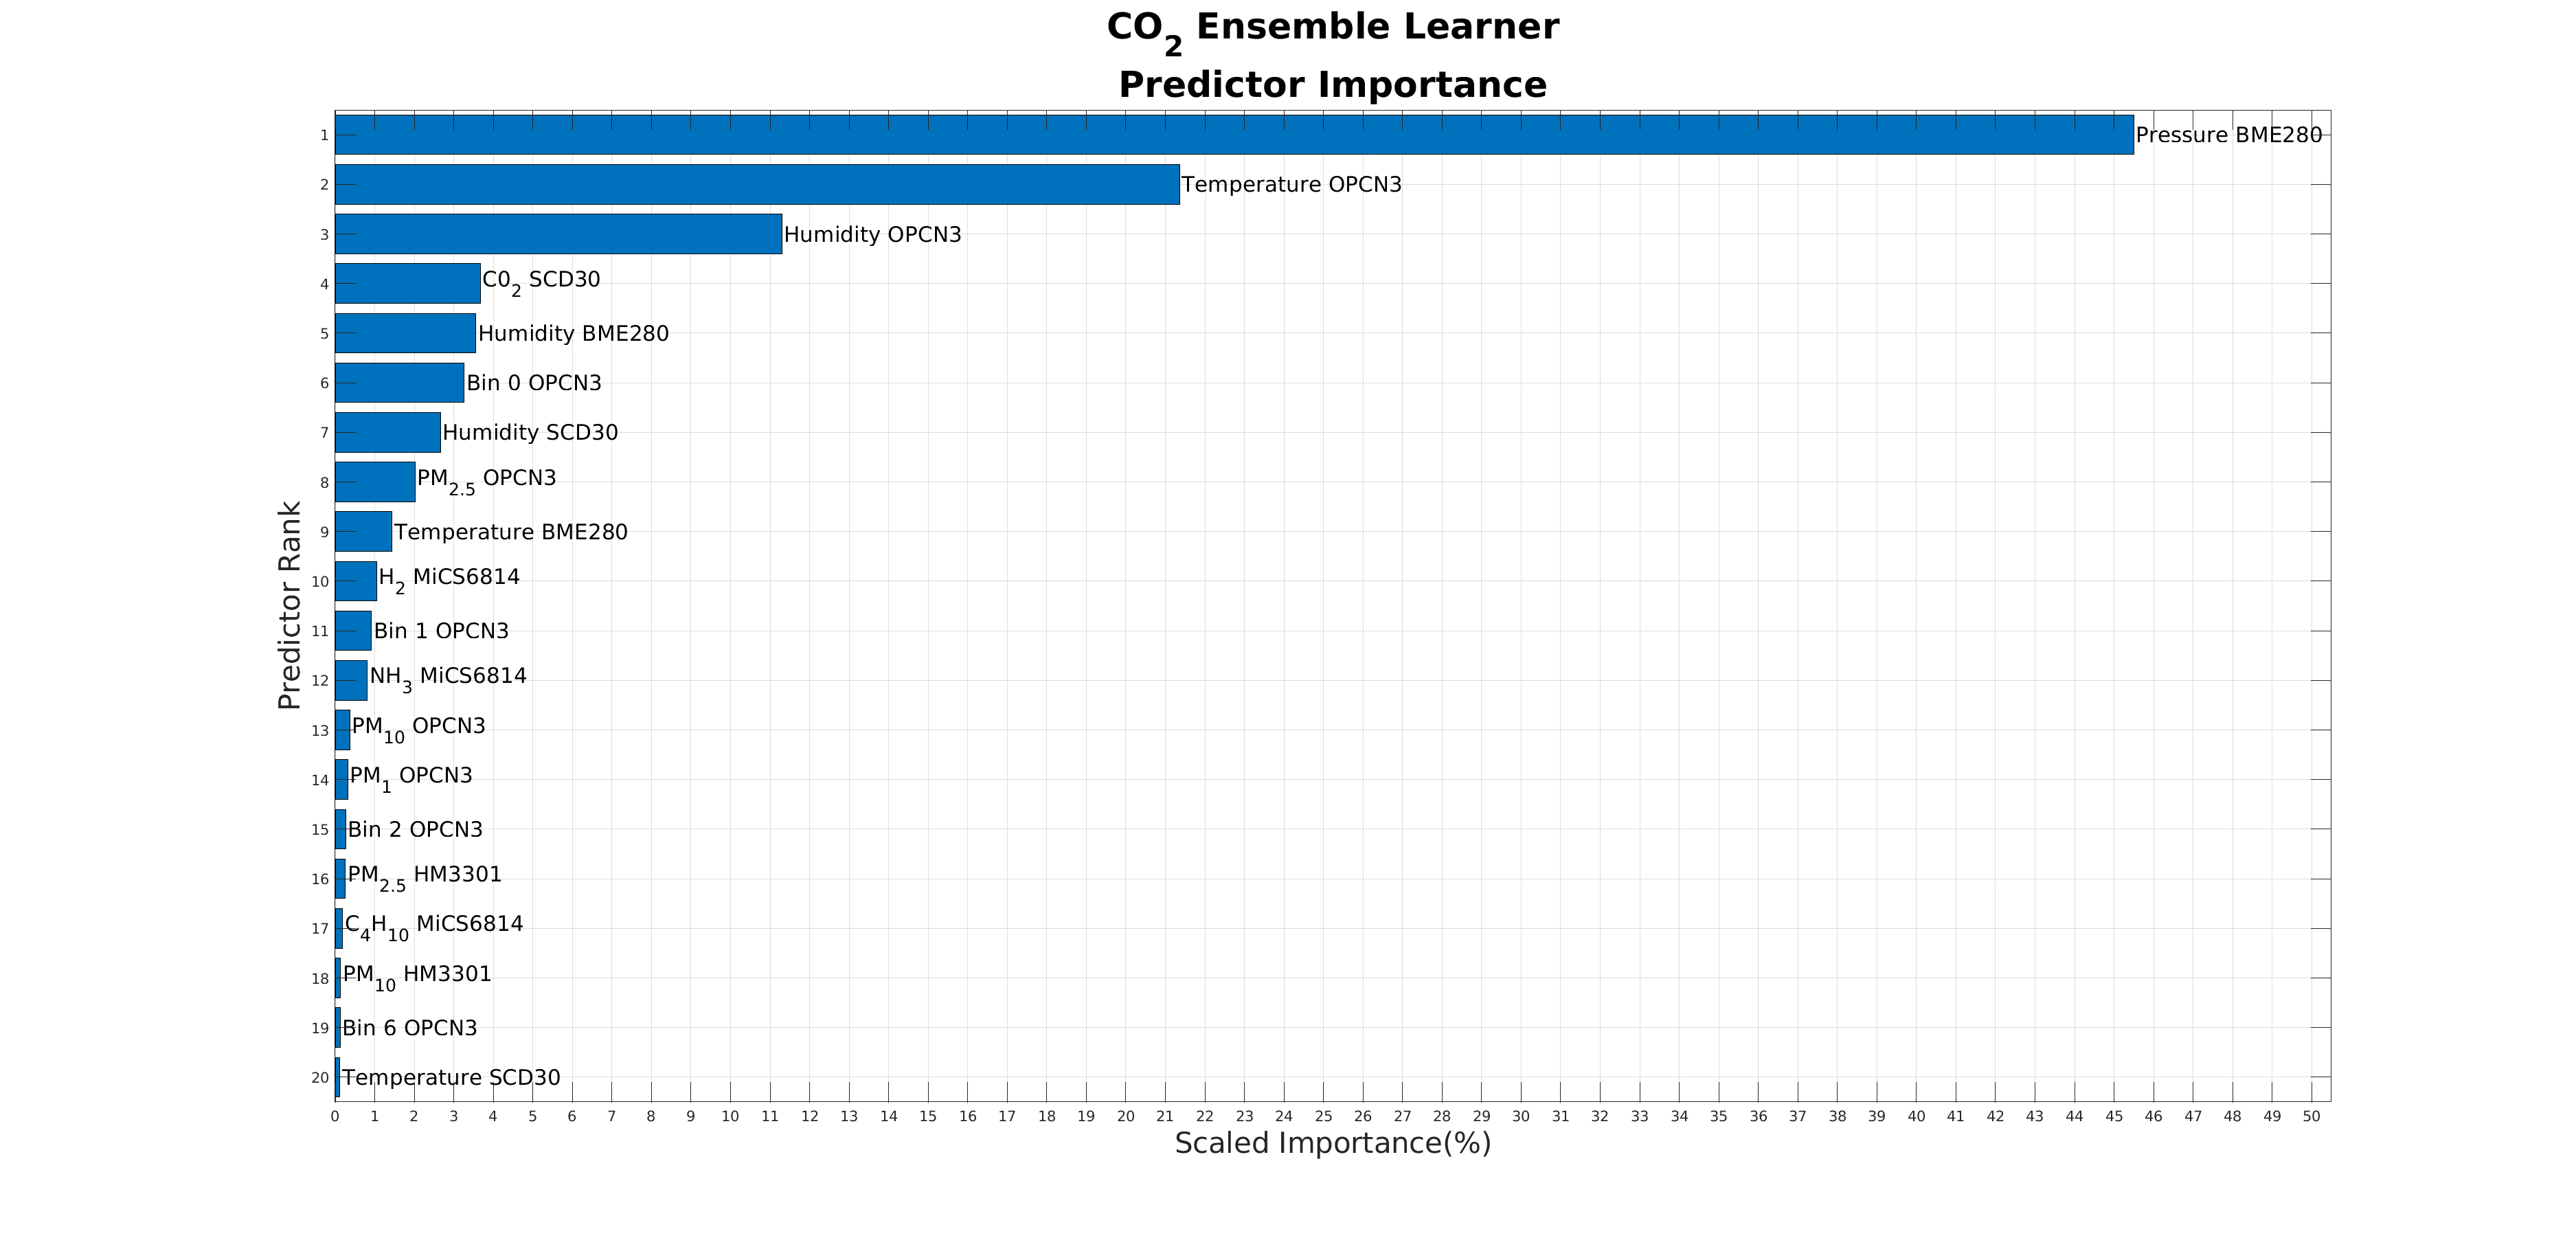 CO2 Ensemble Learner
Predictor Importance
1 Pressure BME280
2 Temperature OPCN3
3 Humidity OPCN3
4 C02 SCD30
5 Humidity BME280
6 Bin 0 OPCN3
7 Humidity SCD30
8 PM2.5 OPCN3
9 Temperature BME280
10 H2 MiCS6814
11 Bin 1 OPCN3
12 NH3 MiCS6814
13 PM10 OPCN3
14 PM1 OPCN3
15 Bin 2 OPCN3
16 PM2.5 HM3301
17 C4H10 MiCS6814
18 PM10 HM3301
19 Bin 6 OPCN3
20 Temperature SCD30
Predictor Rank
0 1 2 3 4 5 6 7 8 9 10 11 12 13 14 15 16 17 18 19 20 21 22 23 24 25 26 27 28 29 30 31 32 33 34 35 36 37 38 39 40 41 42 43 44 45 46 47 48 49 50
Scaled Importance(%)